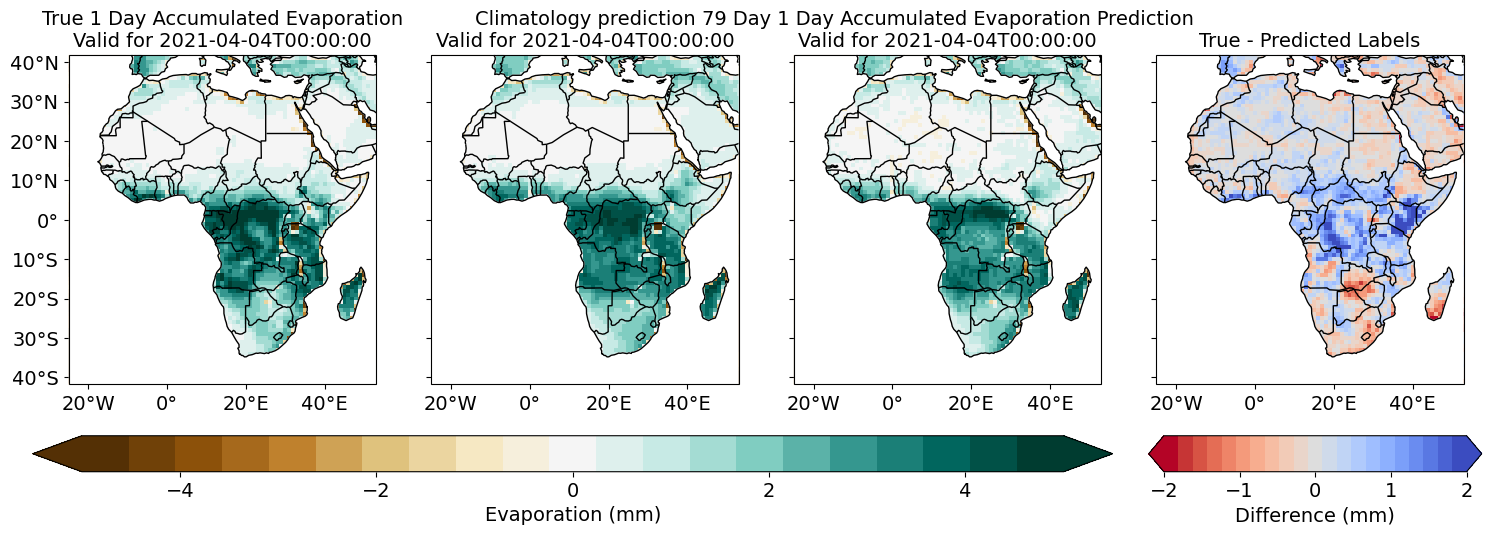 True 1 Day Accumulated Evaporation
Valid for 2021-04-04T00:00:00
Climatology prediction 79 Day 1 Day Accumulated Evaporation Prediction
Valid for 2021-04-04T00:00:00
Valid for 2021-04-04T00:00:00
True - Predicted Labels
40°N
30°N
20°N
10°N
0°
10°S
20°S
30°S
40°S
20°W 0° 20°E 40°E
20°W 0° 20°E 40°E
20°W 0° 20°E 40°E
20°W 0° 20°E 40°E
−4 −2 0 2 4
Evaporation (mm)
−2 −1 0 1 2
Difference (mm)